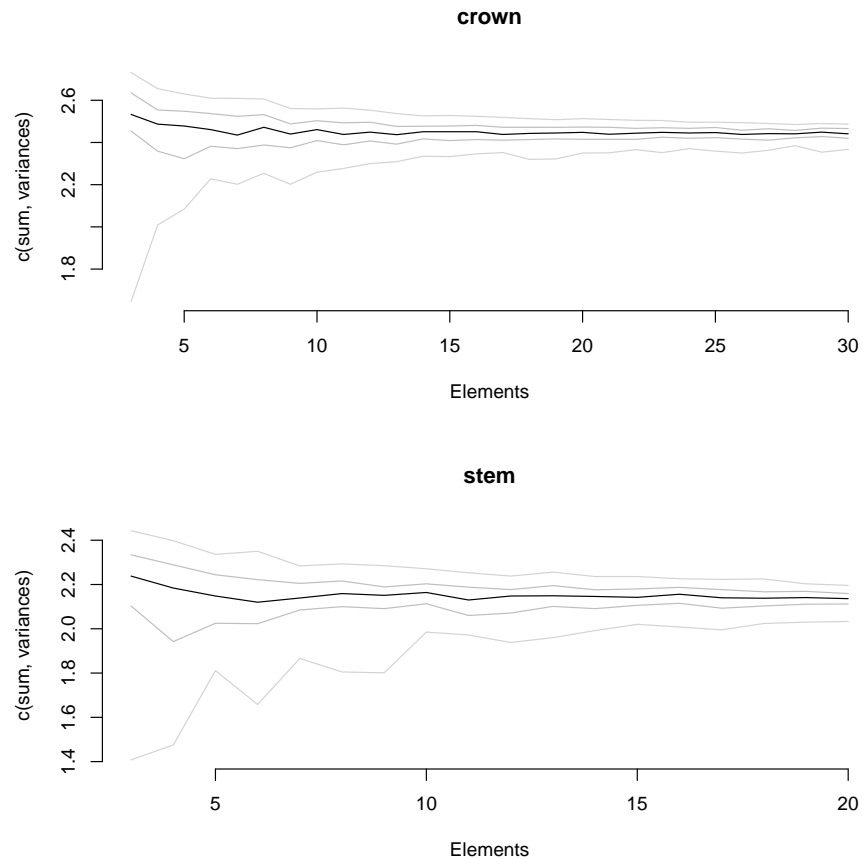 crown
c(sum, variances)
2.6
2.2
1.8
5 10 15 20 25 30
Elements
stem
c(sum, variances)
2.4
2.2
2.0
1.8
1.6
1.4
5 10 15 20
Elements